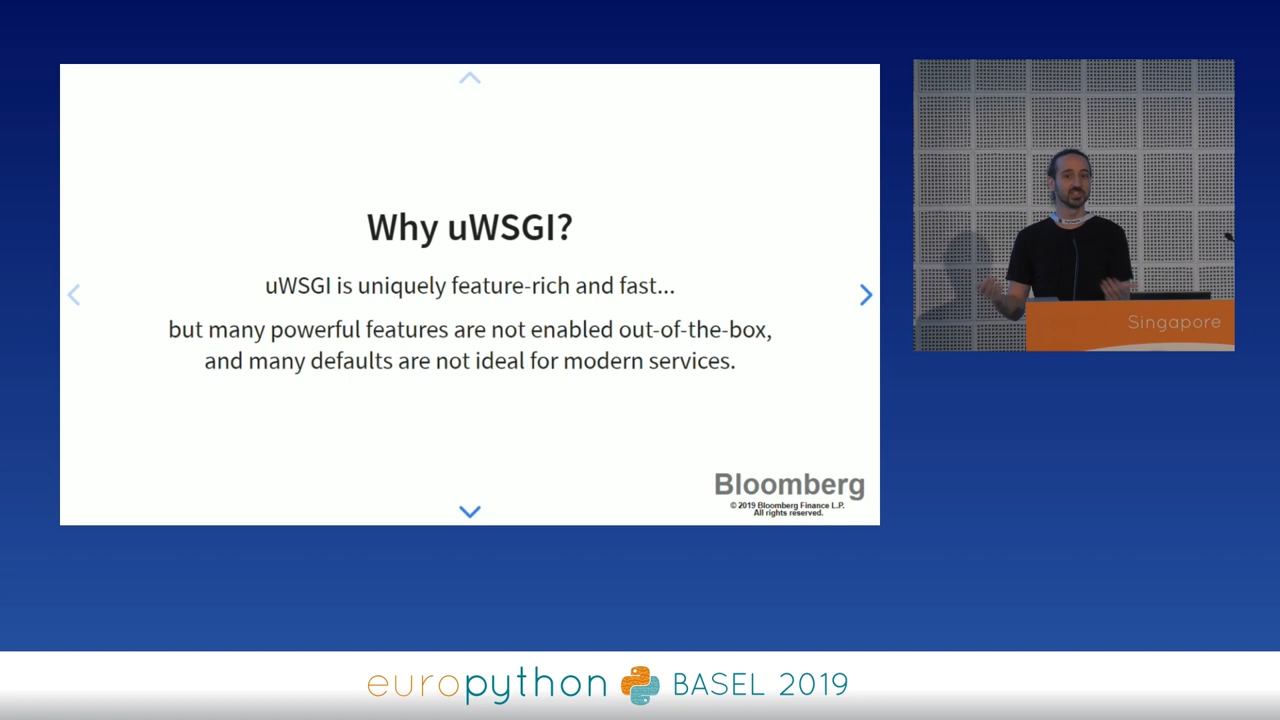 Why uWSGI?
uWSGI is uniquely feature-rich and fast...
but many powerful features are not enabled out-of-the-box,
and many defaults are not ideal for modern services.
Bloomberg
© 2019 Bloomberg Finance L.P.
All rights reserved.
Singapore
europython BASEL 2019